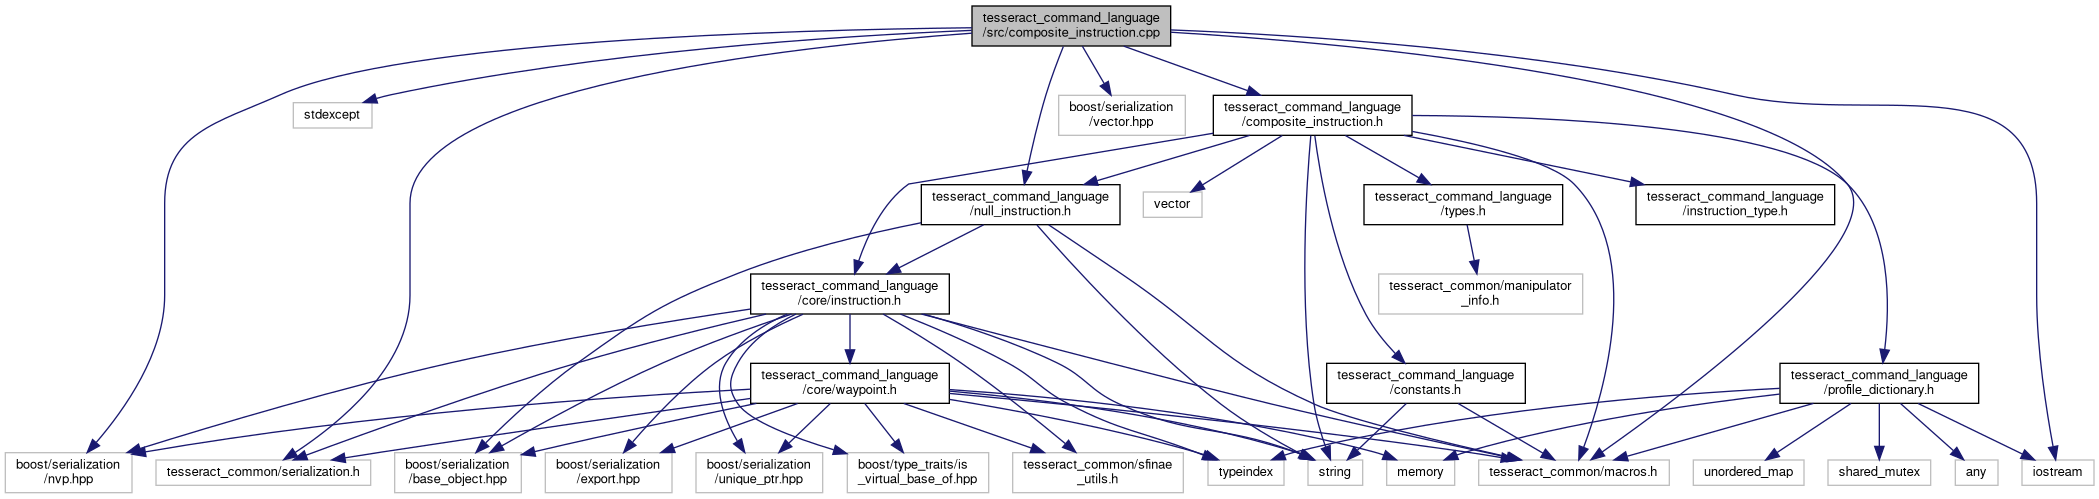 tesseract_command_language
/src/composite_instruction.cpp
stdexcept
boost/serialization
/vector.hpp
tesseract_command_language
/composite_instruction.h
tesseract_command_language
/null_instruction.h
vector
tesseract_command_language
/types.h
tesseract_command_language
/instruction_type.h
tesseract_command_language
/core/instruction.h
tesseract_common/manipulator
_info.h
tesseract_command_language
/core/waypoint.h
tesseract_command_language
/constants.h
tesseract_command_language
/profile_dictionary.h
boost/serialization
/nvp.hpp
tesseract_common/serialization.h
boost/serialization
/base_object.hpp
boost/serialization
/export.hpp
boost/serialization
/unique_ptr.hpp
boost/type_traits/is
_virtual_base_of.hpp
tesseract_common/sfinae
_utils.h
typeindex
string
memory
tesseract_common/macros.h
unordered_map
shared_mutex
any
iostream